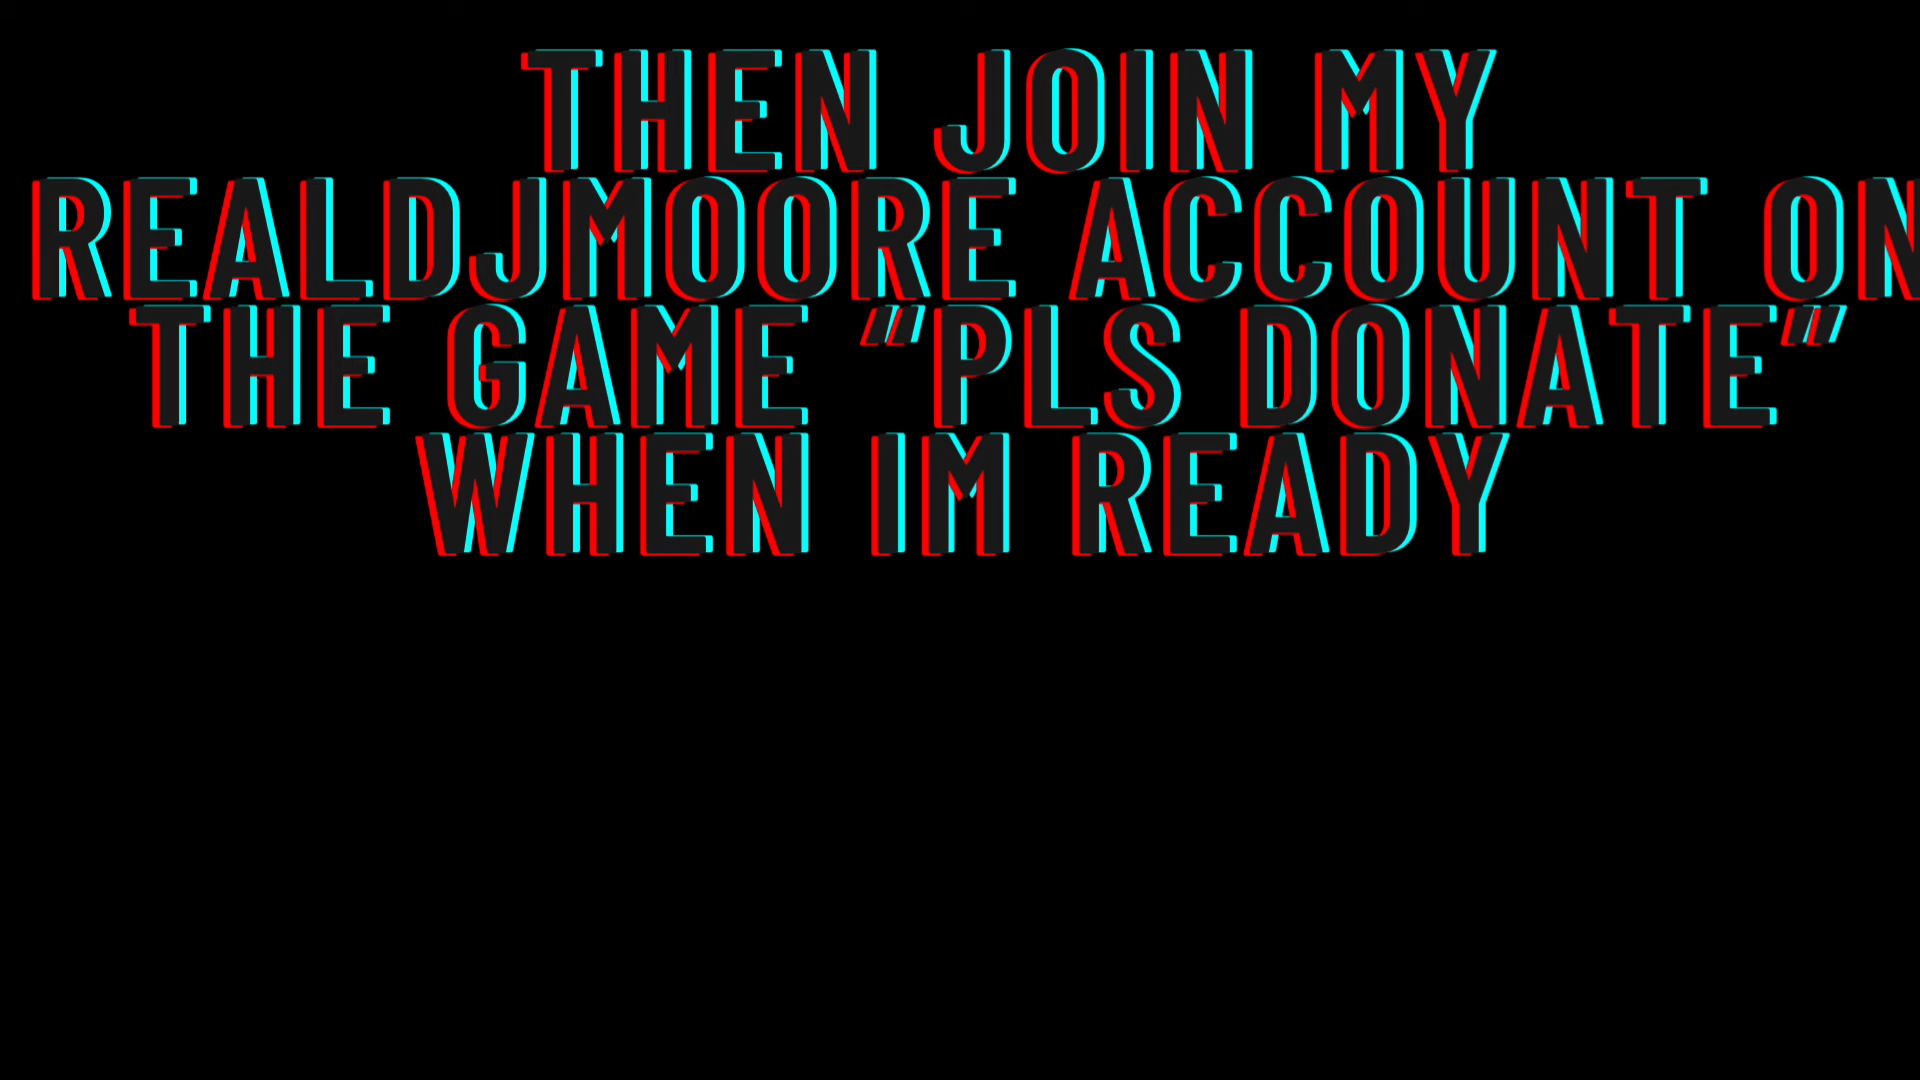 THEN JOIN MY
REALDJMOORE ACCOUNT ON
THE GAME “PLS DONATE“
WHEN IM READY